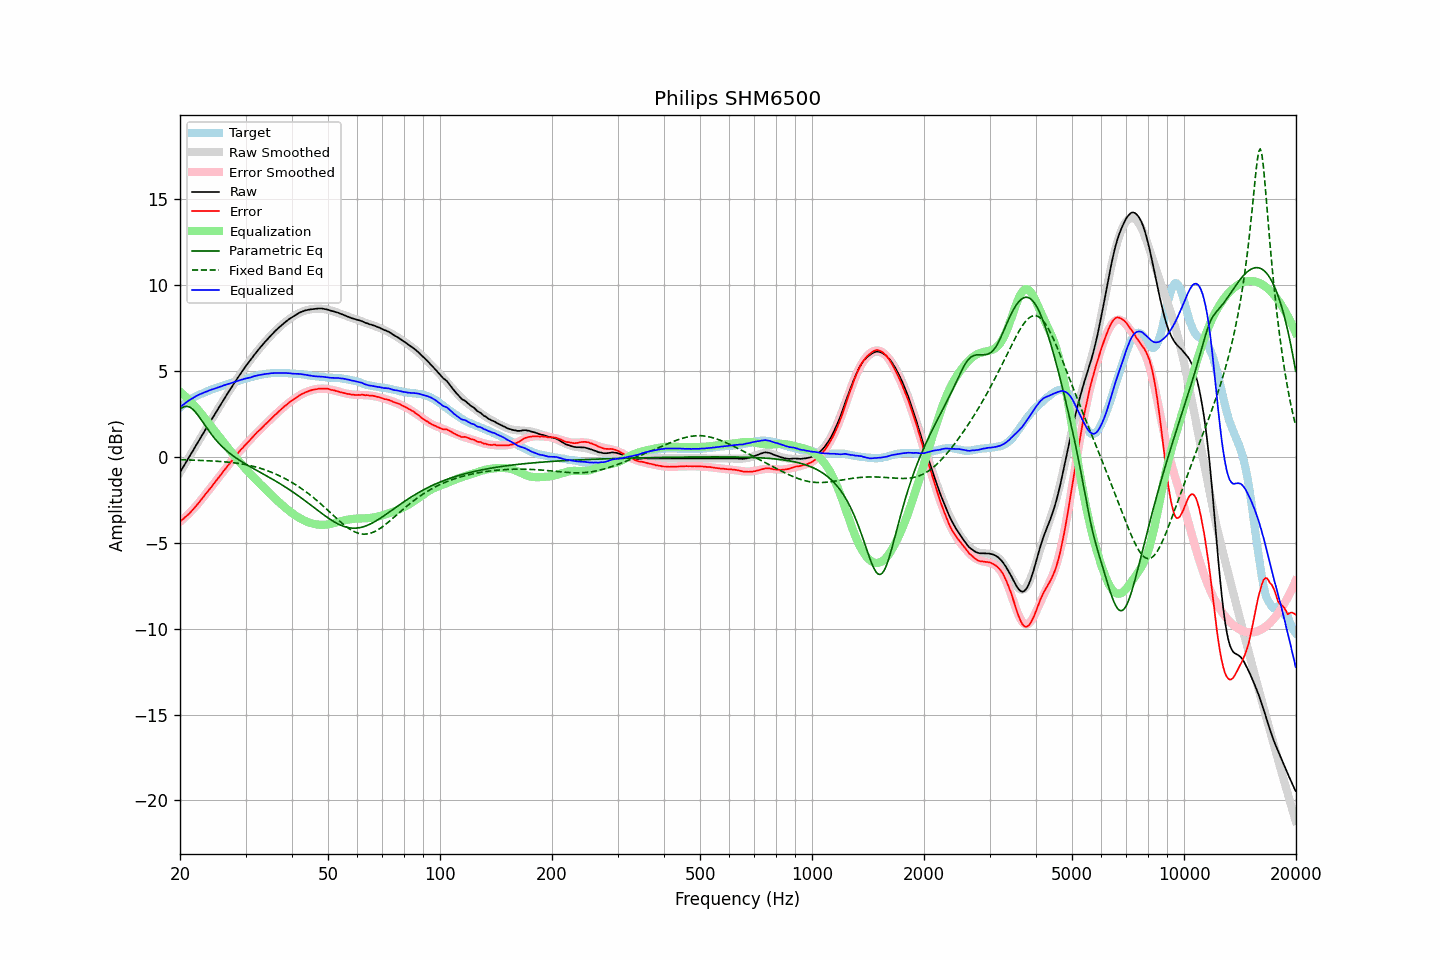 Philips SHM6500
Target
Raw Smoothed
Error Smoothed
Raw
Error
Equalization
Parametric Eq
Fixed Band Eq
Equalized
Amplitude (dBr)
15
10
5
0
−5
−10
−15
−20
20 50 100 200 500 1000 2000 5000 10000 20000
Frequency (Hz)